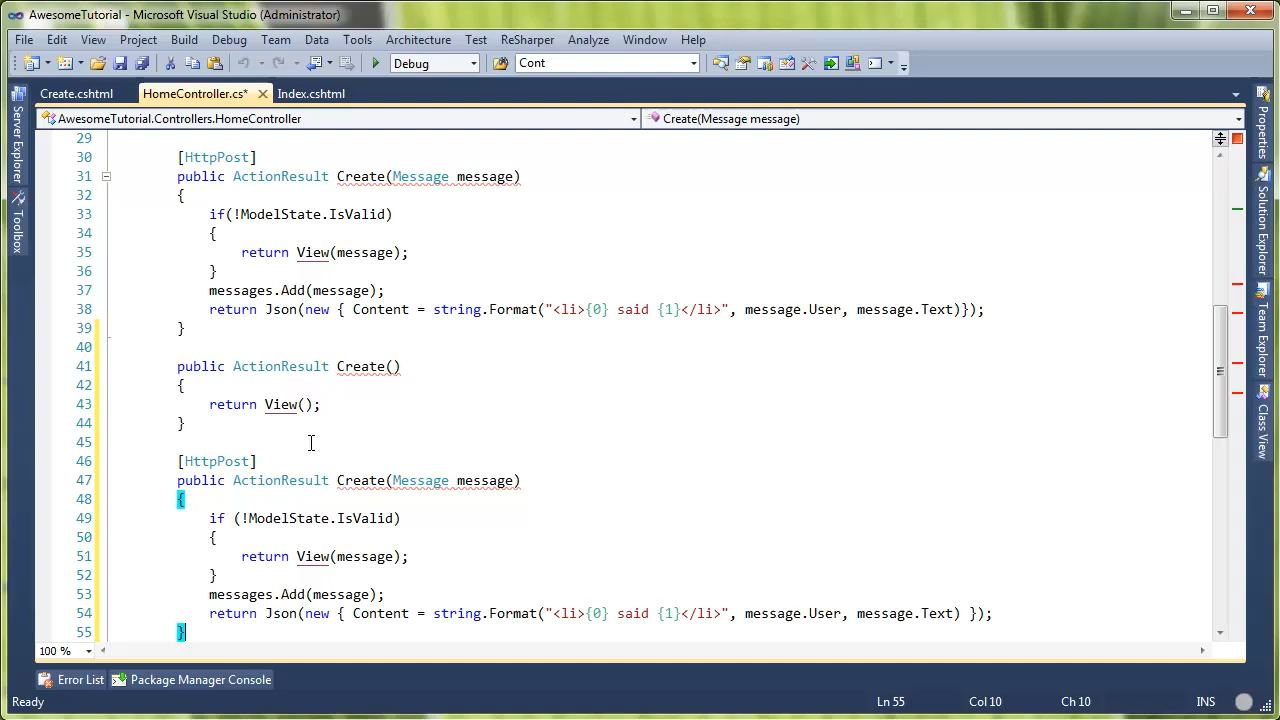 AwesomeTutorial - Microsoft Visual Studio (Administrator)
File Edit View Project Build Debug Team Data Tools Architecture Test ReSharper Analyze Window Help
Debug Cont
Create.cshtml HomeController.cs* Index.cshtml
AwesomeTutorial.Controllers.HomeController Create(Message message)
29
30 [HttpPost]
31 public ActionResult Create(Message message)
32 {
33 if(!ModelState.IsValid)
34 {
35 return View(message);
36 }
37 messages.Add(message);
38 return Json(new { Content = string.Format("<li>{0} said {1}</li>", message.User, message.Text)});
39 }
40
41 public ActionResult Create()
42 {
43 return View();
44 }
45
46 [HttpPost]
47 public ActionResult Create(Message message)
48 {
49 if (!ModelState.IsValid)
50 {
51 return View(message);
52 }
53 messages.Add(message);
54 return Json(new { Content = string.Format("<li>{0} said {1}</li>", message.User, message.Text) });
55 }
Server Explorer
Toolbox
Properties
Solution Explorer
Team Explorer
Class View
100 %
Error List Package Manager Console
Ready Ln 55 Col 10 Ch 10 INS